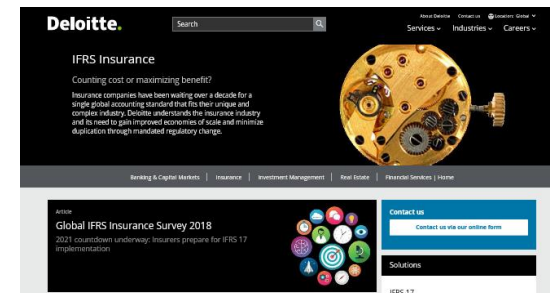 About Deloitte Contact us Location: Global
Deloitte.
Search
Services Industries Careers
IFRS Insurance
Counting cost or maximizing benefit?
Insurance companies have been waiting over a decade for a
single global accounting standard that fits their unique and
complex industry. Deloitte understands the insurance industry
and its need to gain improved economies of scale and minimize
duplication through mandated regulatory change.
Banking & Capital Markets | Insurance | Investment Management | Real Estate | Financial Services | Home
Article
Global IFRS Insurance Survey 2018
2021 countdown underway: Insurers prepare for IFRS 17
implementation
Contact us
Contact us via our online form
Solutions
IFRS 17